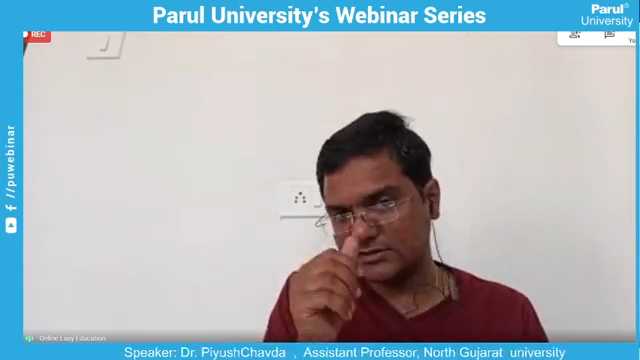 Parul University's Webinar Series
Parul®
University
REC
//puwebinar
Online Easy Education
Speaker: Dr. PiyushChavda , Assistant Professor, North Gujarat university